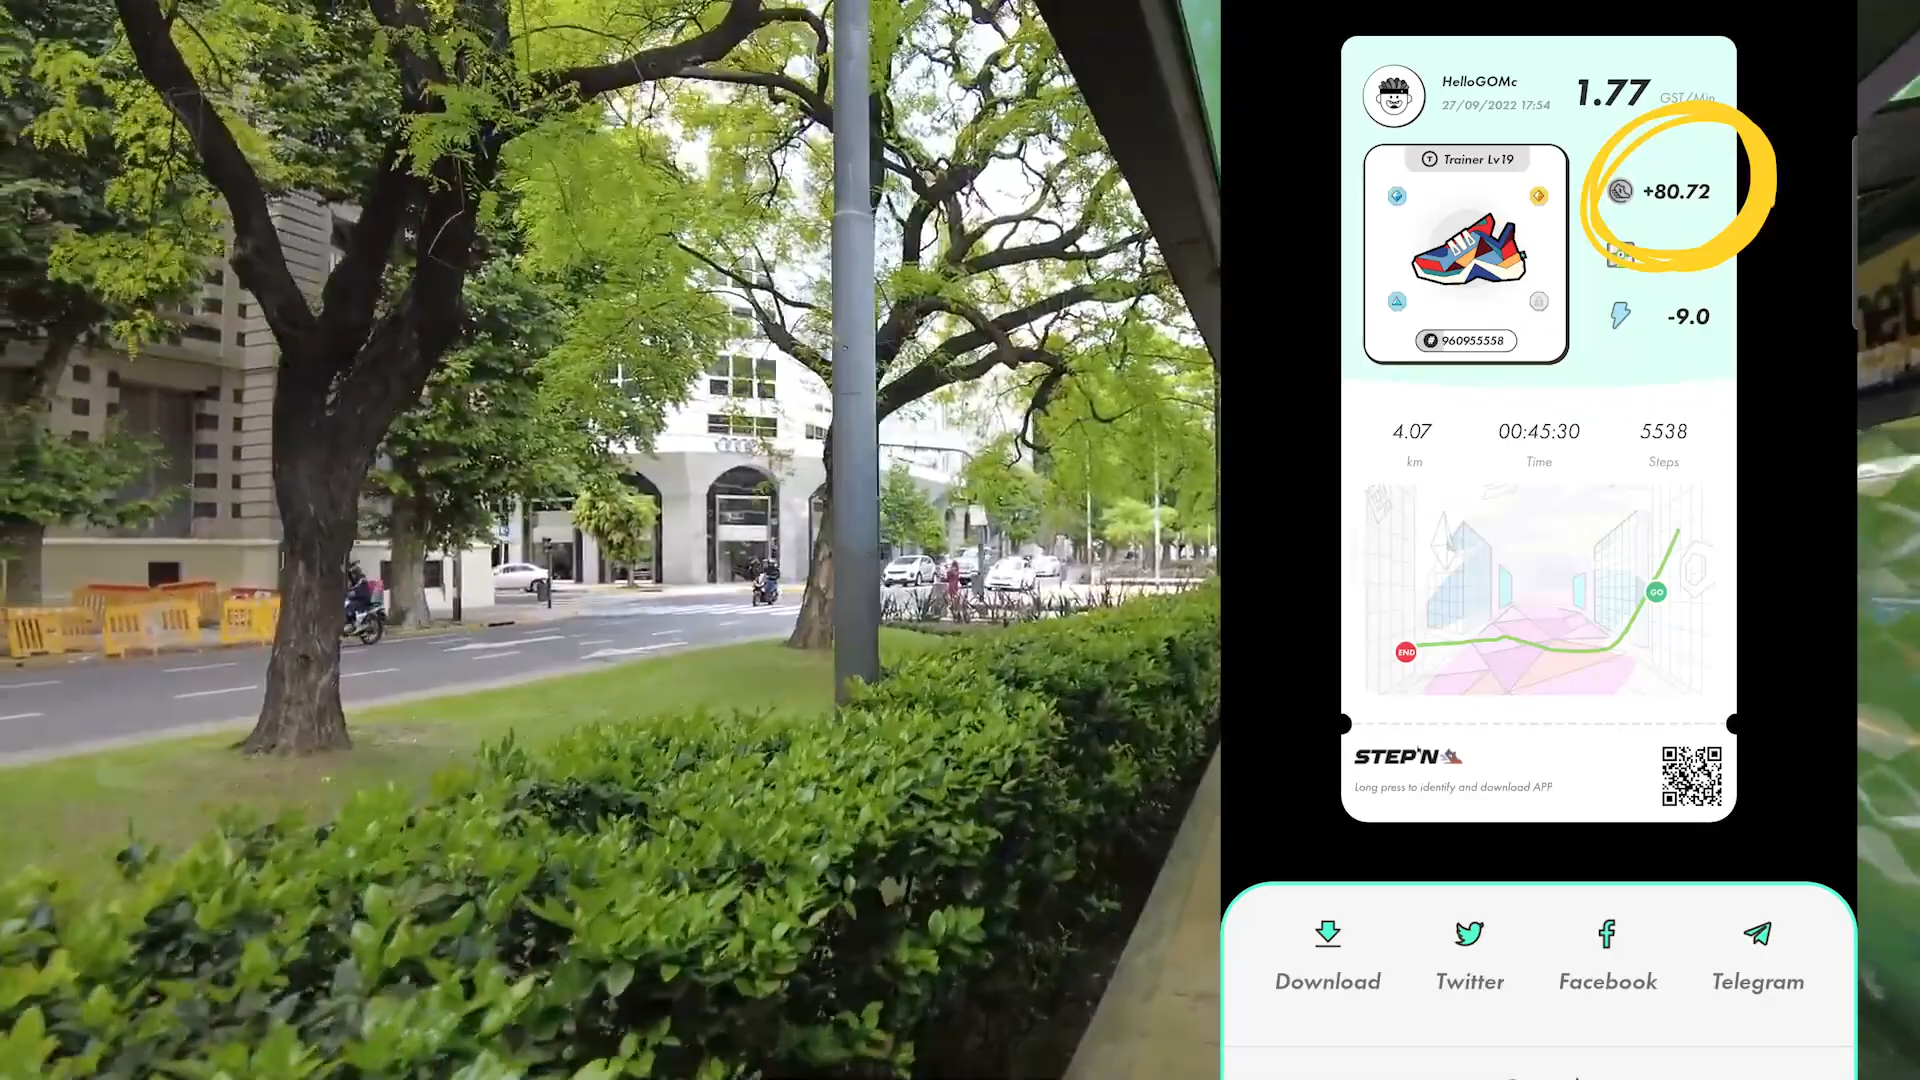 HelloGOMc
27/09/2022 17:54
1.77 GST/Min
Trainer Lv19
+80.72
-9.0
# 960955558
4.07
km
00:45:30
Time
5538
Steps
GO
END
STEP'N
Long press to identify and download APP
Download
Twitter
Facebook
Telegram